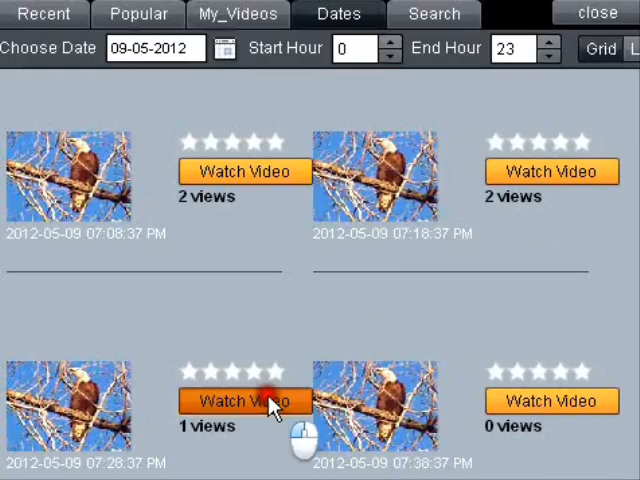 Recent Popular My_Videos Dates Search close
Choose Date 09-05-2012 Start Hour 0 End Hour 23 Grid L
Watch Video Watch Video
2 views 2 views
2012-05-09 07:08:37 PM 2012-05-09 07:18:37 PM
Watch Video Watch Video
1 views 0 views
2012-05-09 07:28:37 PM 2012-05-09 07:38:37 PM